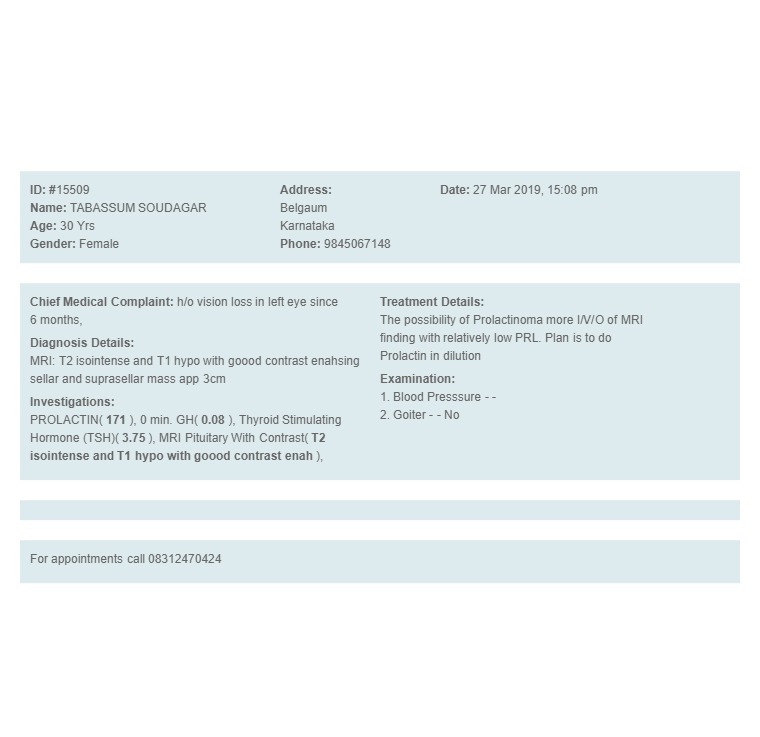 ID: #15509
Name: TABASSUM SOUDAGAR
Age: 30 Yrs
Gender: Female
Address:
Belgaum
Karnataka
Phone: 9845067148
Date: 27 Mar 2019, 15:08 pm
Chief Medical Complaint: h/o vision loss in left eye since
6 months,
Diagnosis Details:
MRI: T2 isointense and T1 hypo with goood contrast enahsing
sellar and suprasellar mass app 3cm
Investigations:
PROLACTIN( 171 ), 0 min. GH( 0.08 ), Thyroid Stimulating
Hormone (TSH)( 3.75 ), MRI Pituitary With Contrast( T2
isointense and T1 hypo with goood contrast enah ),
Treatment Details:
The possibility of Prolactinoma more I/V/O of MRI
finding with relatively low PRL. Plan is to do
Prolactin in dilution
Examination:
1. Blood Presssure - -
2. Goiter - - No
For appointments call 08312470424